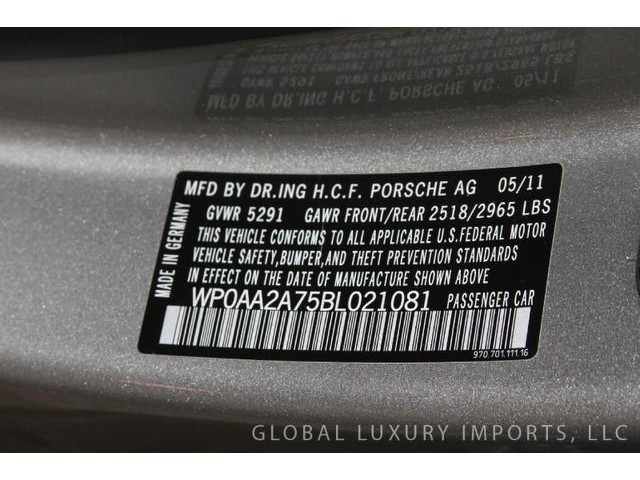 MFD BY DR.ING H.C.F. PORSCHE AG 05/11
GVWR 5291 GAWR FRONT/REAR 2518/2965 LBS
THIS VEHICLE CONFORMS TO ALL APPLICABLE U.S.FEDERAL MOTOR
VEHICLE SAFETY,BUMPER, AND THEFT PREVENTION STANDARDS
IN EFFECT ON THE DATE OF MANUFACTURE SHOWN ABOVE.
WP0AA2A75BL021081 PASSENGER CAR
MADE IN GERMANY
970.701.111.16
GLOBAL LUXURY IMPORTS, LLC